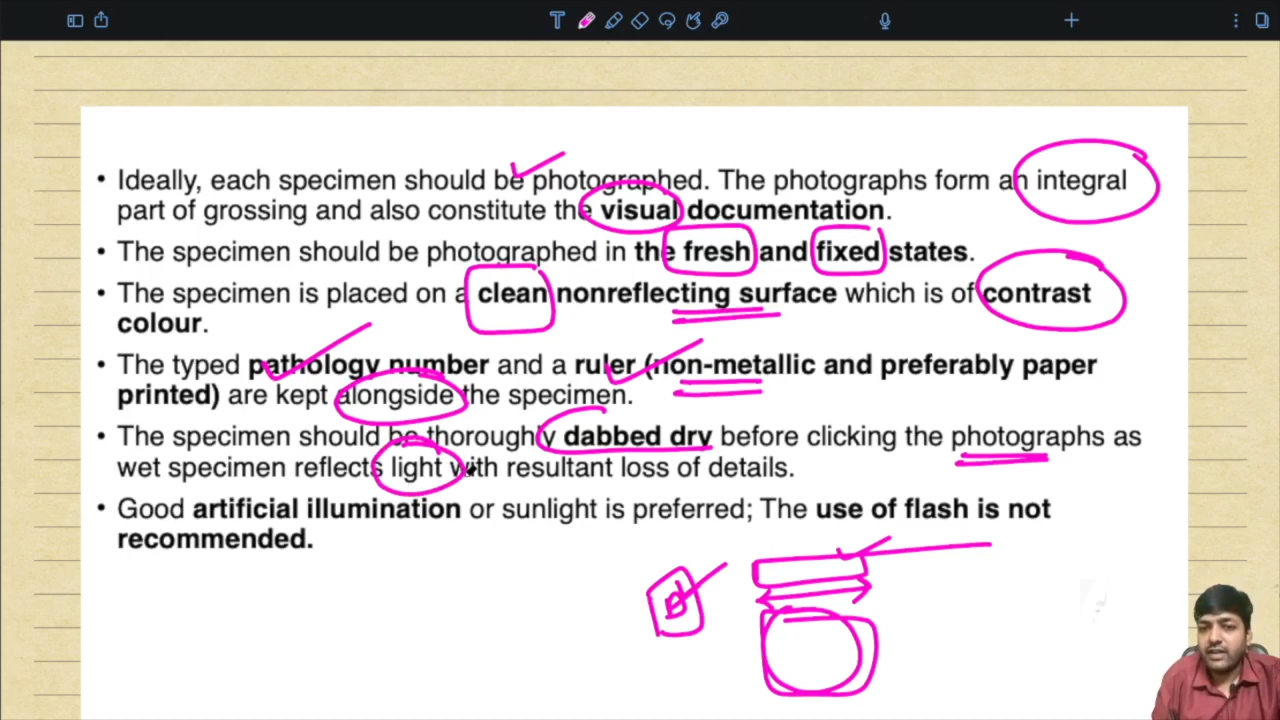 • Ideally, each specimen should be photographed. The photographs form an integral
part of grossing and also constitute the visual documentation.
• The specimen should be photographed in the fresh and fixed states.
• The specimen is placed on a clean nonreflecting surface which is of contrast
colour.
• The typed pathology number and a ruler (non-metallic and preferably paper
printed) are kept alongside the specimen.
• The specimen should be thoroughly dabbed dry before clicking the photographs as
wet specimen reflects light with resultant loss of details.
• Good artificial illumination or sunlight is preferred; The use of flash is not
recommended.